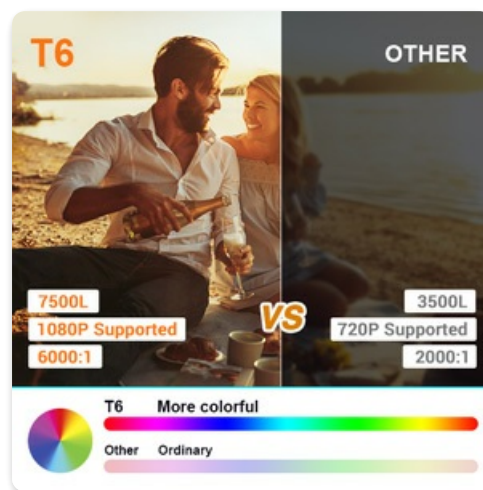 T6
OTHER
7500L
3500L
1080P Supported
VS
720P Supported
6000:1
2000:1
T6 More colorful
Other Ordinary